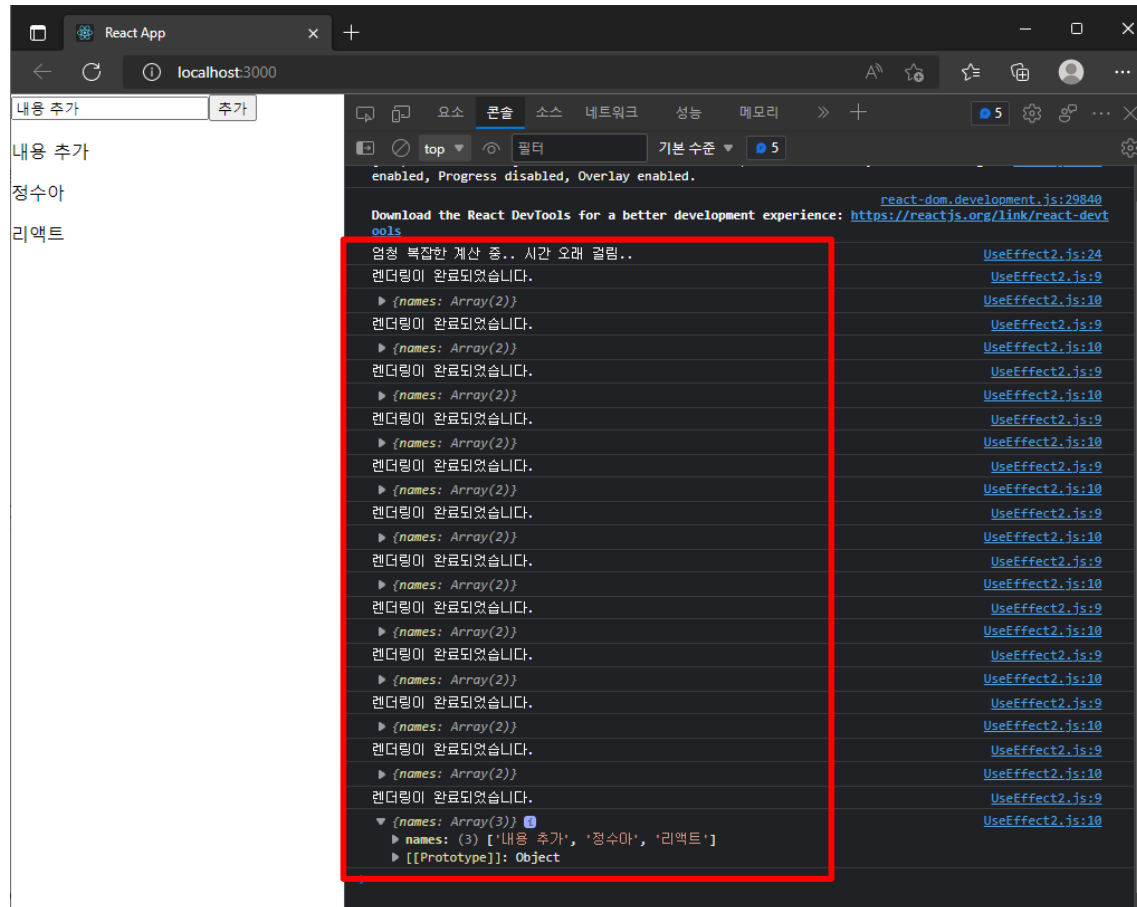 React App
localhost:3000
내용 추가 추가
내용 추가
정수아
리액트
요소 콘솔 소스 네트워크 성능 메모리 » 5
top 필터 기본 수준 5
enabled, Progress disabled, Overlay enabled.
react-dom.development.js:29840
Download the React DevTools for a better development experience: https://reactjs.org/link/react-devt
ools
엄청 복잡한 계산 중.. 시간 오래 걸림.. UseEffect2.js:24
렌더링이 완료되었습니다. UseEffect2.js:9
▶ {names: Array(2)} UseEffect2.js:10
렌더링이 완료되었습니다. UseEffect2.js:9
▶ {names: Array(2)} UseEffect2.js:10
렌더링이 완료되었습니다. UseEffect2.js:9
▶ {names: Array(2)} UseEffect2.js:10
렌더링이 완료되었습니다. UseEffect2.js:9
▶ {names: Array(2)} UseEffect2.js:10
렌더링이 완료되었습니다. UseEffect2.js:9
▶ {names: Array(2)} UseEffect2.js:10
렌더링이 완료되었습니다. UseEffect2.js:9
▶ {names: Array(2)} UseEffect2.js:10
렌더링이 완료되었습니다. UseEffect2.js:9
▶ {names: Array(2)} UseEffect2.js:10
렌더링이 완료되었습니다. UseEffect2.js:9
▶ {names: Array(2)} UseEffect2.js:10
렌더링이 완료되었습니다. UseEffect2.js:9
▶ {names: Array(2)} UseEffect2.js:10
렌더링이 완료되었습니다. UseEffect2.js:9
▶ {names: Array(2)} UseEffect2.js:10
렌더링이 완료되었습니다. UseEffect2.js:9
▶ {names: Array(2)} UseEffect2.js:10
렌더링이 완료되었습니다. UseEffect2.js:9
▼ {names: Array(3)} UseEffect2.js:10
▶ names: (3) ['내용 추가', '정수아', '리액트']
▶ [[Prototype]]: Object